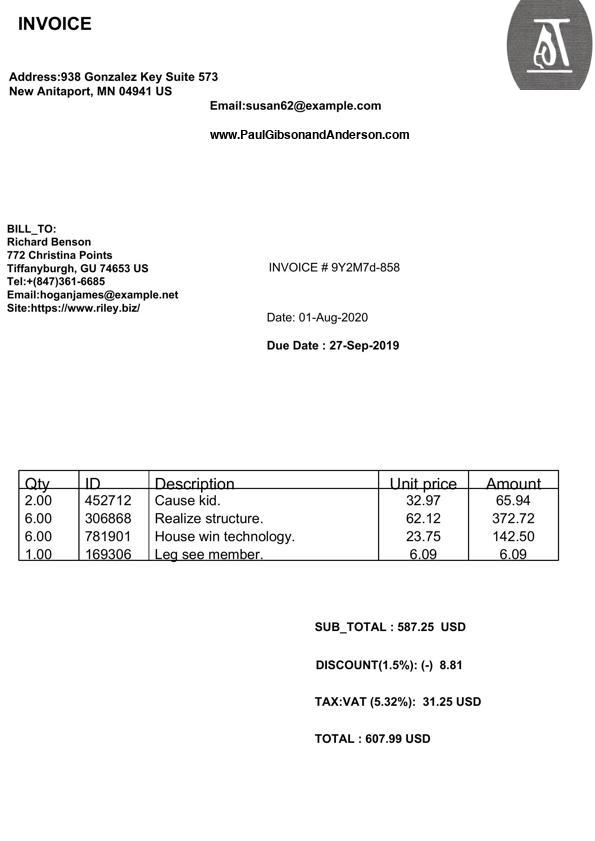 INVOICE
Address:938 Gonzalez Key Suite 573
New Anitaport, MN 04941 US
Email:susan62@example.com
www.PaulGibsonandAnderson.com
BILL_TO:
Richard Benson
772 Christina Points
Tiffanyburgh, GU 74653 US
Tel:+(847)361-6685
Email:hoganjames@example.net
Site:https://www.riley.biz/
INVOICE # 9Y2M7d-858
Date: 01-Aug-2020
Due Date : 27-Sep-2019
Qty ID Description Unit price Amount
2.00 452712 Cause kid. 32.97 65.94
6.00 306868 Realize structure. 62.12 372.72
6.00 781901 House win technology. 23.75 142.50
1.00 169306 Leg see member. 6.09 6.09
SUB_TOTAL : 587.25 USD
DISCOUNT(1.5%): (-) 8.81
TAX:VAT (5.32%): 31.25 USD
TOTAL : 607.99 USD